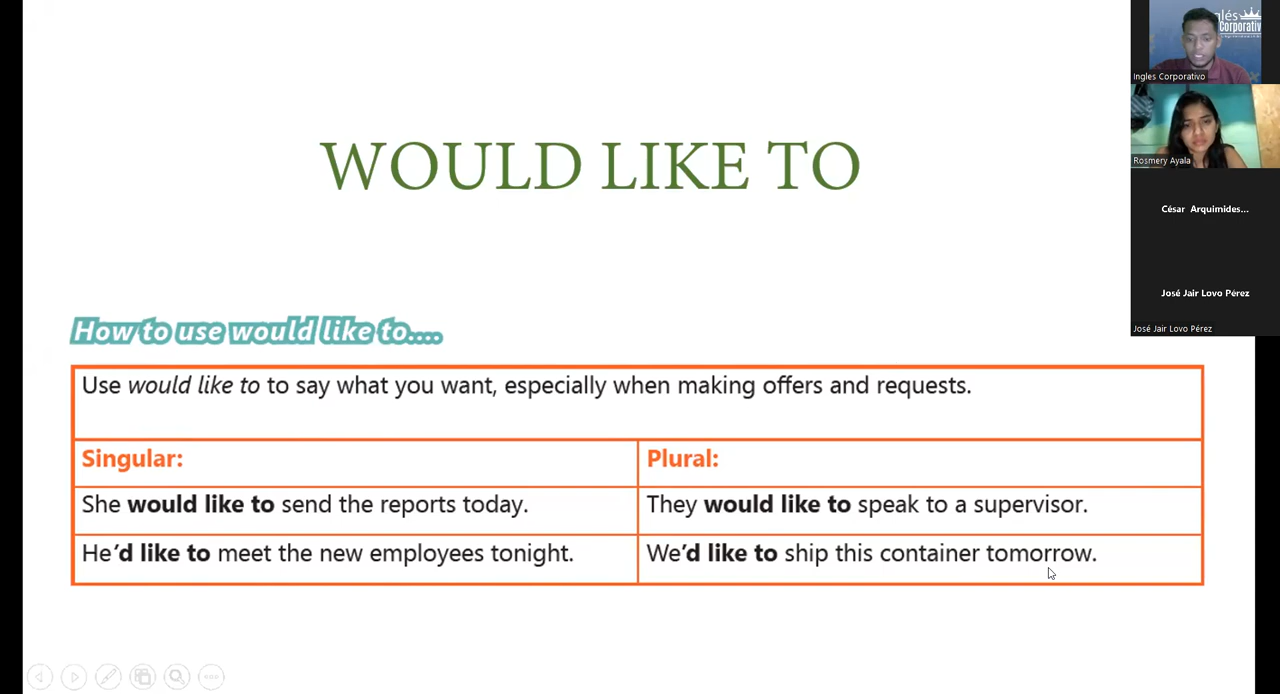 WOULD LIKE TO
How to use would like to....
Use would like to to say what you want, especially when making offers and requests.
Singular:
Plural:
She would like to send the reports today.
They would like to speak to a supervisor.
He'd like to meet the new employees tonight.
We'd like to ship this container tomorrow.
glés
Corporativ
Ingles Corporativo
Rosmery Ayala
César Arquimides...
José Jair Lovo Pérez
José Jair Lovo Pérez